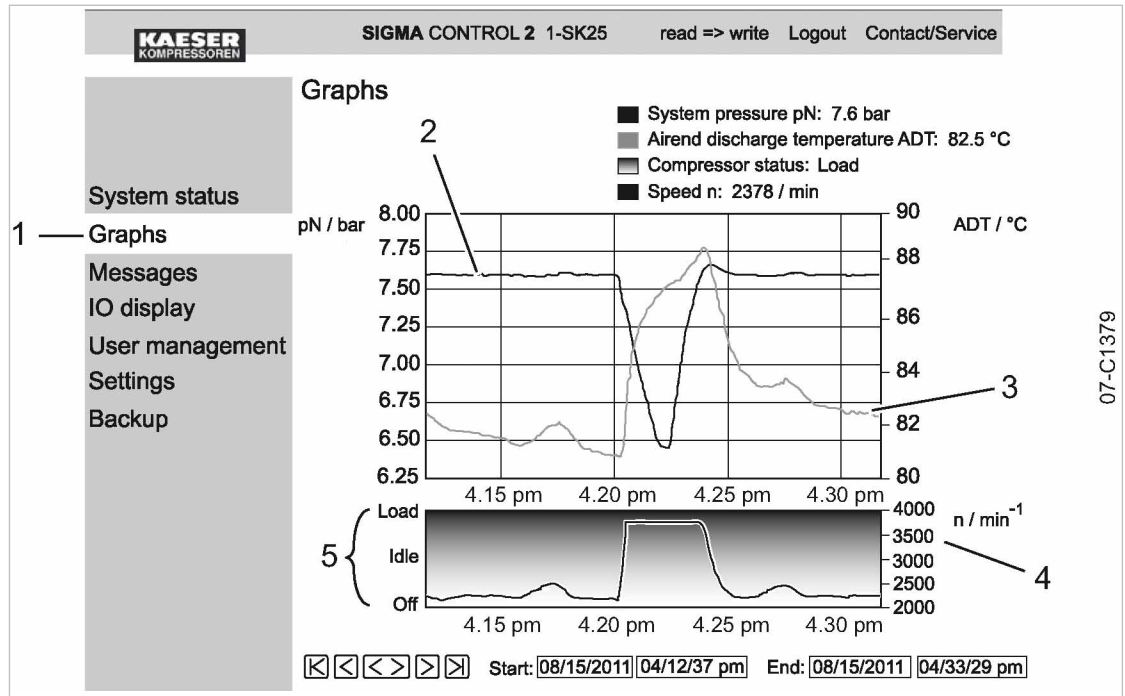 KAESER
KOMPRESSOREN
SIGMA CONTROL 2 1-SK25 read => write Logout Contact/Service
Graphs
System pressure pN: 7.6 bar
Airend discharge temperature ADT: 82.5 °C
Compressor status: Load
Speed n: 2378 / min
System status
Graphs
Messages
IO display
User management
Settings
Backup
1
2
3
4
5
pN / bar
8.00
7.75
7.50
7.25
7.00
6.75
6.50
6.25
ADT / °C
90
88
86
84
82
80
4.15 pm 4.20 pm 4.25 pm 4.30 pm
Load
Idle
Off
4000
3500
3000
2500
2000
n / min-1
4.15 pm 4.20 pm 4.25 pm 4.30 pm
Start: 08/15/2011 04/12/37 pm End: 08/15/2011 04/33/29 pm
07-C1379